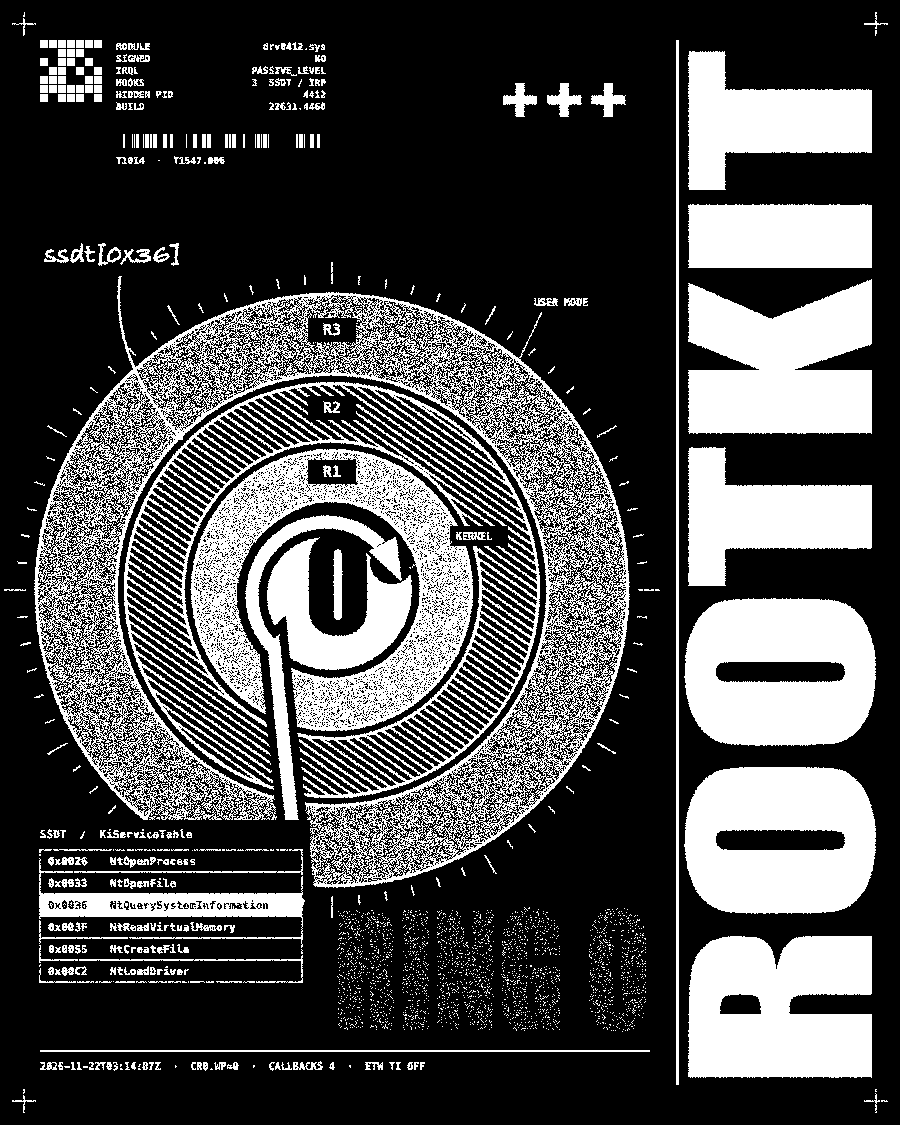 MODULE drv0412.sys
SIGNED NO
IRQL PASSIVE_LEVEL
HOOKS 3 SSDT / IRP
HIDDEN PID 4412
BUILD 22631.4460
T1014 · T1547.006
+++
ssdt[0x36]
USER MODE
R3
R2
R1
KERNEL
0
SSDT / KiServiceTable
0x0026 NtOpenProcess
0x0033 NtOpenFile
0x0036 NtQuerySystemInformation
0x003F NtReadVirtualMemory
0x0055 NtCreateFile
0x00C2 NtLoadDriver
RING 0
2026-11-22T03:14:07Z · CR0.WP=0 · CALLBACKS 4 · ETW TI OFF
ROOTKIT